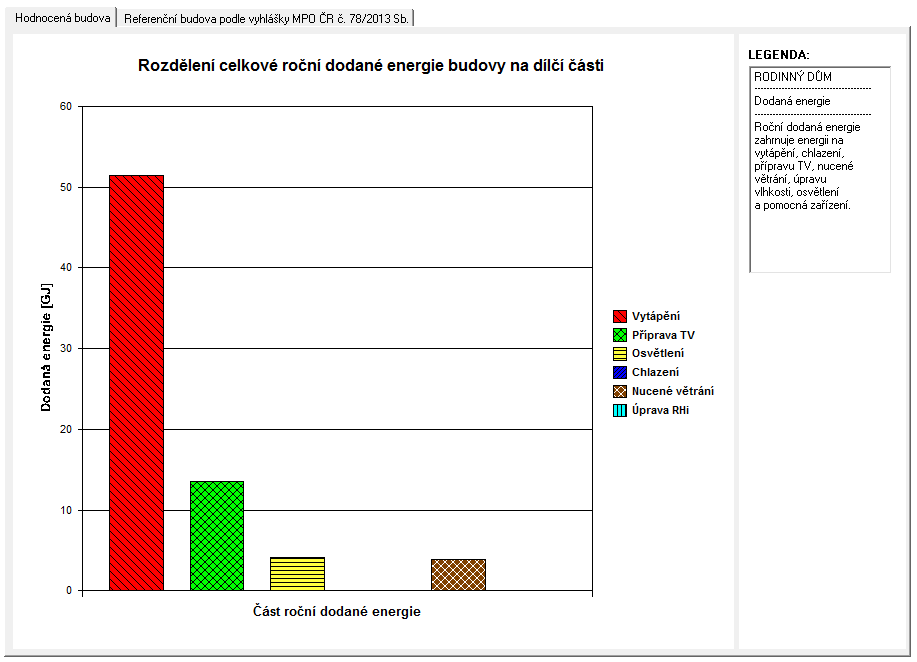 Hodnocená budova
Referenční budova podle vyhlášky MPO ČR č. 78/2013 Sb.
Rozdělení celkové roční dodané energie budovy na dílčí části
60
50
40
30
20
10
0
Dodaná energie [GJ]
Část roční dodané energie
Vytápění
Příprava TV
Osvětlení
Chlazení
Nucené větrání
Úprava RHi
LEGENDA:
RODINNÝ DŮM
Dodaná energie
Roční dodaná energie
zahrnuje energii na
vytápění, chlazení,
přípravu TV, nucené
větrání, úpravu
vlhkosti, osvětlení
a pomocná zařízení.